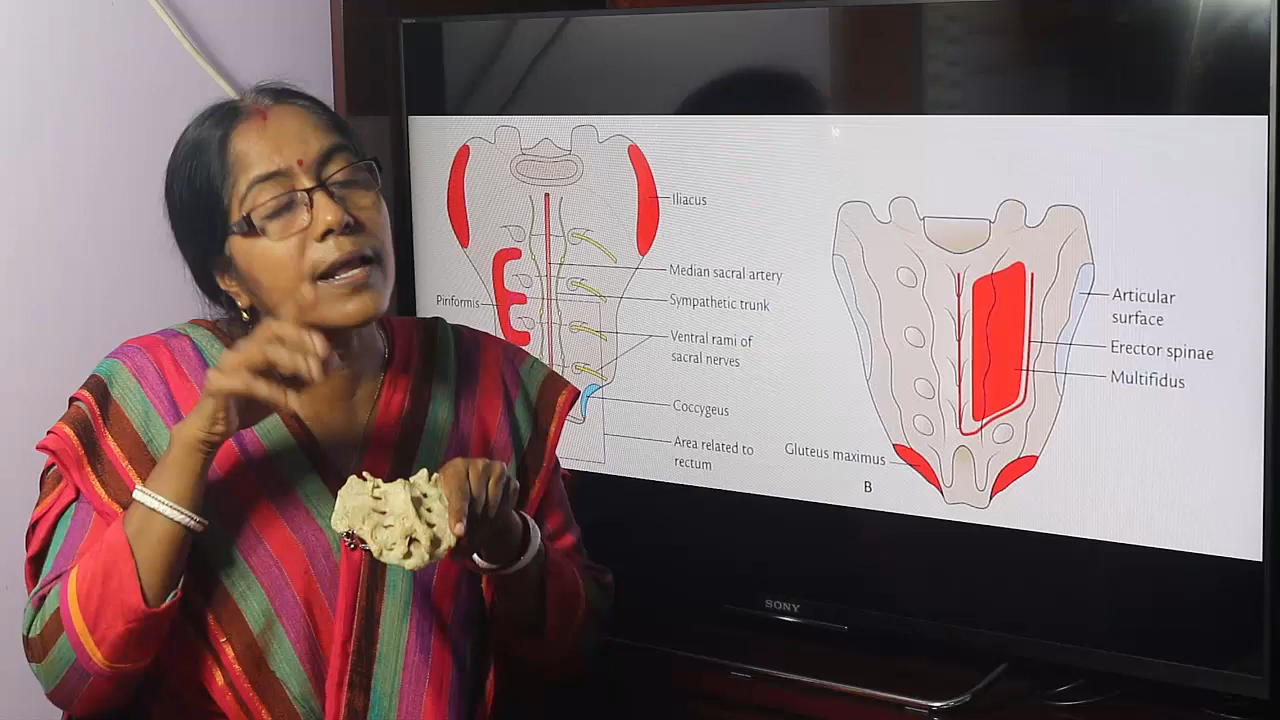 Iliacus
Median sacral artery
Piriformis
Sympathetic trunk
Ventral rami of
sacral nerves
Coccygeus
Area related to
rectum
Articular
surface
Erector spinae
Multifidus
Gluteus maximus
B
SONY